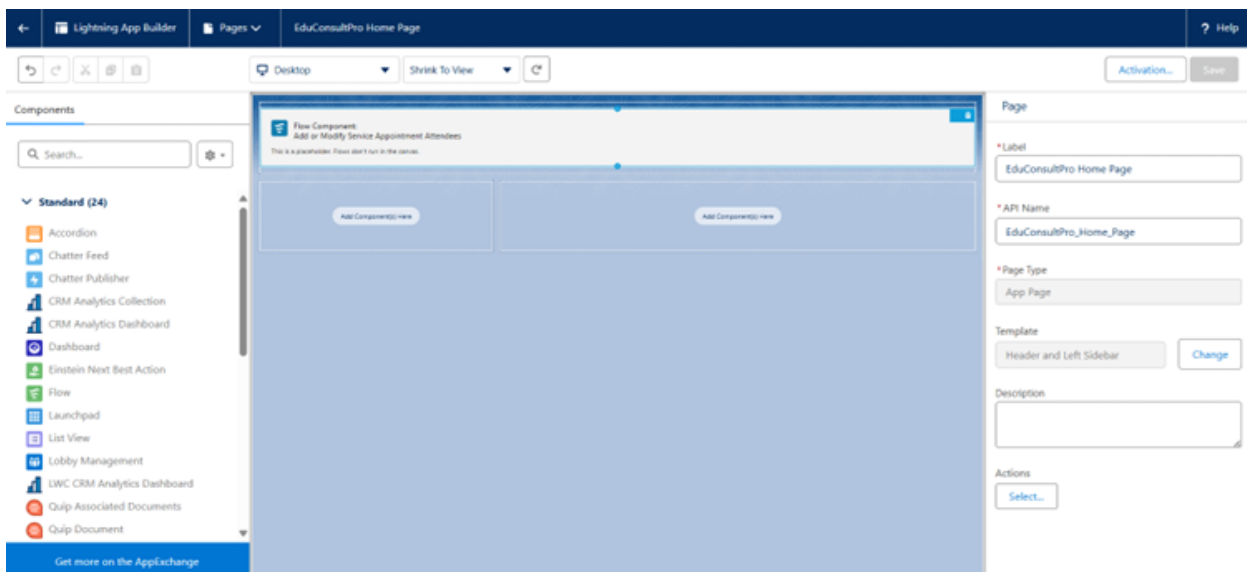 Lightning App Builder
Pages
EduConsultPro Home Page
? Help
Desktop
Shrink To View
Activation...
Save
Components
Search...
Standard (24)
Accordion
Chatter Feed
Chatter Publisher
CRM Analytics Collection
CRM Analytics Dashboard
Dashboard
Einstein Next Best Action
Flow
Launchpad
List View
Lobby Management
LWC CRM Analytics Dashboard
Quip Associated Documents
Quip Document
Get more on the AppExchange
Flow Component:
Add or Modify Service Appointment Attendees
This is a placeholder. Flows don't run in the canvas.
Add Component(s) Here
Add Component(s) Here
Page
*Label
EduConsultPro Home Page
*API Name
EduConsultPro_Home_Page
*Page Type
App Page
Template
Header and Left Sidebar
Change
Description
Actions
Select...